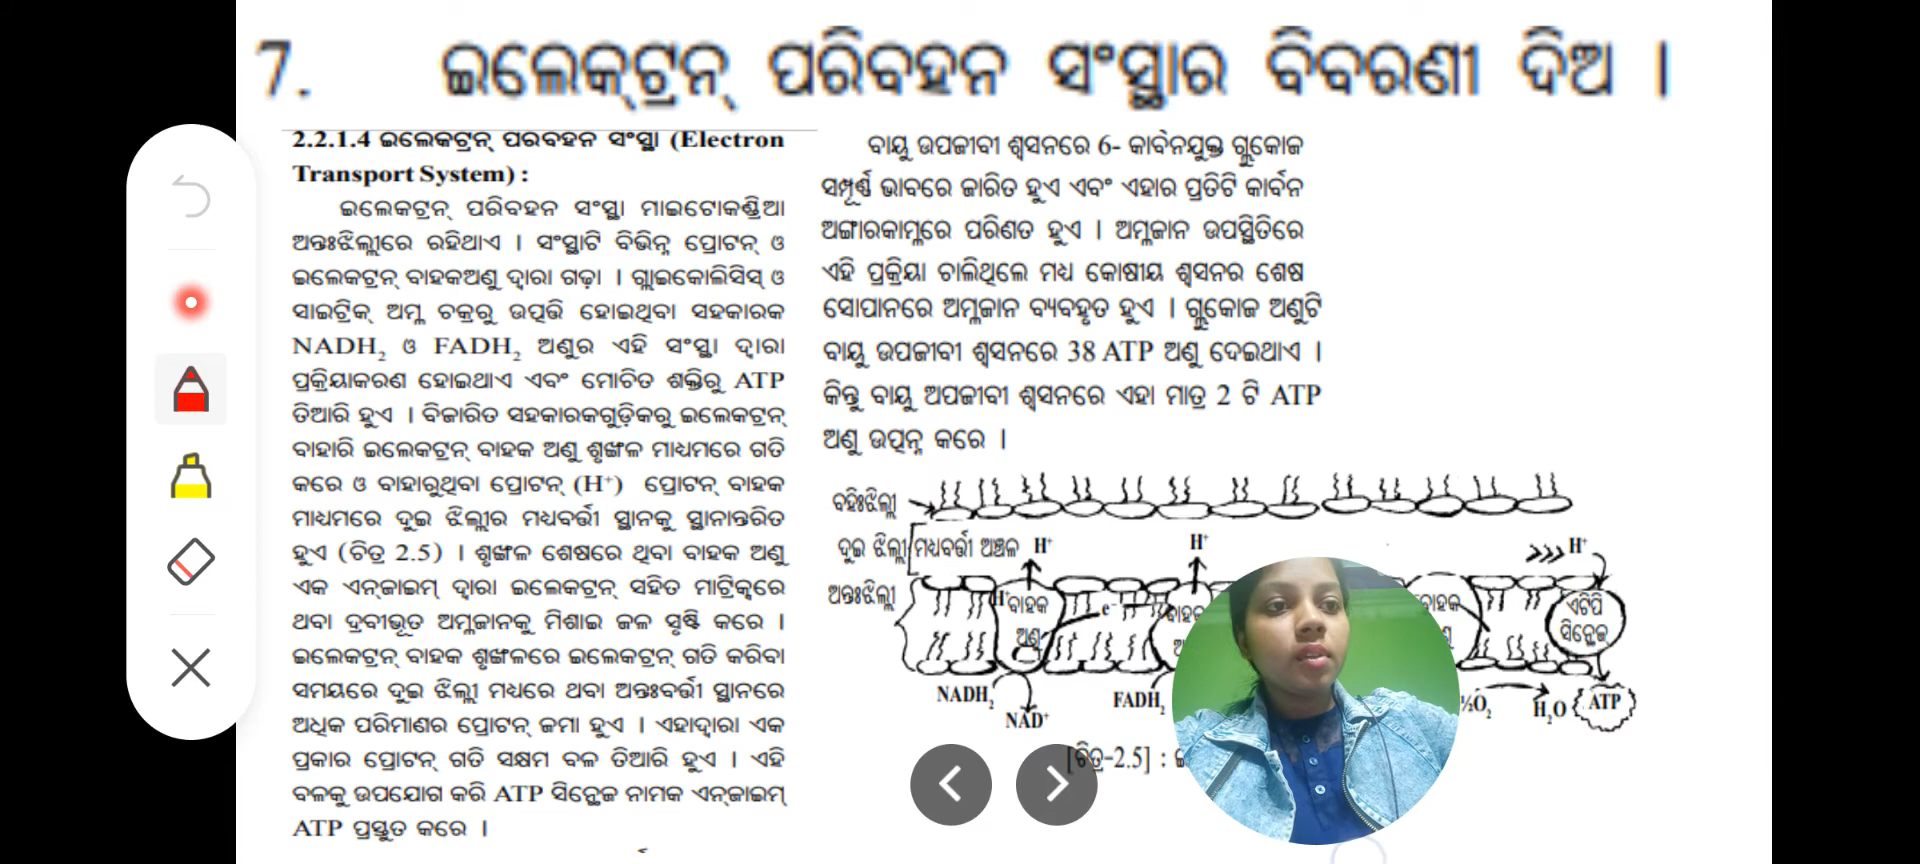 7. ଇଲେକ୍ଟ୍ରନ୍ ପରିବହନ ସଂସ୍ଥାର ବିବରଣୀ ଦିଅ ।
2.2.1.4 ଇଲେକଟ୍ରନ୍ ପରବହନ ସଂସ୍ଥା (Electron
Transport System) :
ଇଲେକଟ୍ରନ୍ ପରିବହନ ସଂସ୍ଥା ମାଇଟୋକଣ୍ଡ୍ରିଆ
ଅନ୍ତଃଝିଲ୍ଲୀରେ ରହିଥାଏ । ସଂସ୍ଥାଟି ବିଭିନ୍ନ ପ୍ରୋଟନ୍ ଓ
ଇଲେକଟ୍ରନ୍ ବାହକଅଣୁ ଦ୍ୱାରା ଗଢ଼ା । ଗ୍ଲାଇକୋଲିସିସ୍ ଓ
ସାଇଟ୍ରିକ୍ ଅମ୍ଳ ଚକ୍ରରୁ ଉତ୍ପତ୍ତି ହୋଇଥିବା ସହକାରକ
NADH₂ ଓ FADH₂ ଅଣୁର ଏହି ସଂସ୍ଥା ଦ୍ୱାରା
ପ୍ରକ୍ରିୟାକରଣ ହୋଇଥାଏ ଏବଂ ମୋଚିତ ଶକ୍ତିରୁ ATP
ତିଆରି ହୁଏ । ବିଜାରିତ ସହକାରକଗୁଡ଼ିକରୁ ଇଲେକଟ୍ରନ୍
ବାହାରି ଇଲେକଟ୍ରନ୍ ବାହକ ଅଣୁ ଶୃଙ୍ଖଳ ମାଧ୍ୟମରେ ଗତି
କରେ ଓ ବାହାରୁଥିବା ପ୍ରୋଟନ୍ (H⁺) ପ୍ରୋଟନ୍ ବାହକ
ମାଧ୍ୟମରେ ଦୁଇ ଝିଲ୍ଲୀର ମଧ୍ୟବର୍ତ୍ତୀ ସ୍ଥାନକୁ ସ୍ଥାନାନ୍ତରିତ
ହୁଏ (ଚିତ୍ର 2.5) । ଶୃଙ୍ଖଳ ଶେଷରେ ଥିବା ବାହକ ଅଣୁ
ଏକ ଏନ୍‌ଜାଇମ୍ ଦ୍ୱାରା ଇଲେକଟ୍ରନ୍ ସହିତ ମାଟ୍ରିକ୍ସରେ
ଥବା ଦ୍ରବୀଭୂତ ଅମ୍ଳଜାନକୁ ମିଶାଇ ଜଳ ସୃଷ୍ଟି କରେ ।
ଇଲେକଟ୍ରନ୍ ବାହକ ଶୃଙ୍ଖଳରେ ଇଲେକଟ୍ରନ୍ ଗତି କରିବା
ସମୟରେ ଦୁଇ ଝିଲ୍ଲୀ ମଧ୍ୟରେ ଥବା ଅନ୍ତଃବର୍ତ୍ତୀ ସ୍ଥାନରେ
ଅଧିକ ପରିମାଣର ପ୍ରୋଟନ୍ ଜମା ହୁଏ । ଏହାଦ୍ୱାରା ଏକ
ପ୍ରକାର ପ୍ରୋଟନ୍ ଗତି ସକ୍ଷମ ବଳ ତିଆରି ହୁଏ । ଏହି
ବଳକୁ ଉପଯୋଗ କରି ATP ସିନ୍ଥେଜ ନାମକ ଏନ୍‌ଜାଇମ୍
ATP ପ୍ରସ୍ତୁତ କରେ ।
ବାୟୁ ଉପଜୀବୀ ଶ୍ୱସନରେ 6- କାର୍ବନଯୁକ୍ତ ଗ୍ଲୁକୋଜ
ସମ୍ପୂର୍ଣ୍ଣ ଭାବରେ ଜାରିତ ହୁଏ ଏବଂ ଏହାର ପ୍ରତିଟି କାର୍ବନ
ଅଙ୍ଗାରକାମ୍ଳରେ ପରିଣତ ହୁଏ । ଅମ୍ଳଜାନ ଉପସ୍ଥିତିରେ
ଏହି ପ୍ରକ୍ରିୟା ଚାଲିଥିଲେ ମଧ୍ୟ କୋଷୀୟ ଶ୍ୱସନର ଶେଷ
ସୋପାନରେ ଅମ୍ଳଜାନ ବ୍ୟବହୃତ ହୁଏ । ଗ୍ଲୁକୋଜ ଅଣୁଟି
ବାୟୁ ଉପଜୀବୀ ଶ୍ୱସନରେ 38 ATP ଅଣୁ ଦେଇଥାଏ ।
କିନ୍ତୁ ବାୟୁ ଅପଜୀବୀ ଶ୍ୱସନରେ ଏହା ମାତ୍ର 2 ଟି ATP
ଅଣୁ ଉତ୍ପନ୍ନ କରେ ।
ବହିଃଝିଲ୍ଲୀ
ଦୁଇ ଝିଲ୍ଲୀ ମଧ୍ୟବର୍ତ୍ତୀ ଅଞ୍ଚଳ H⁺ H⁺ H⁺
ଅନ୍ତଃଝିଲ୍ଲୀ H⁺ ବାହକ e⁻ ବାହକ ଏଟିପି
ଅଣୁ ସିନ୍ଥେଜ
NADH₂ FADH₂ ½O₂ H₂O ATP
NAD⁺
[ଚିତ୍ର-2.5] :